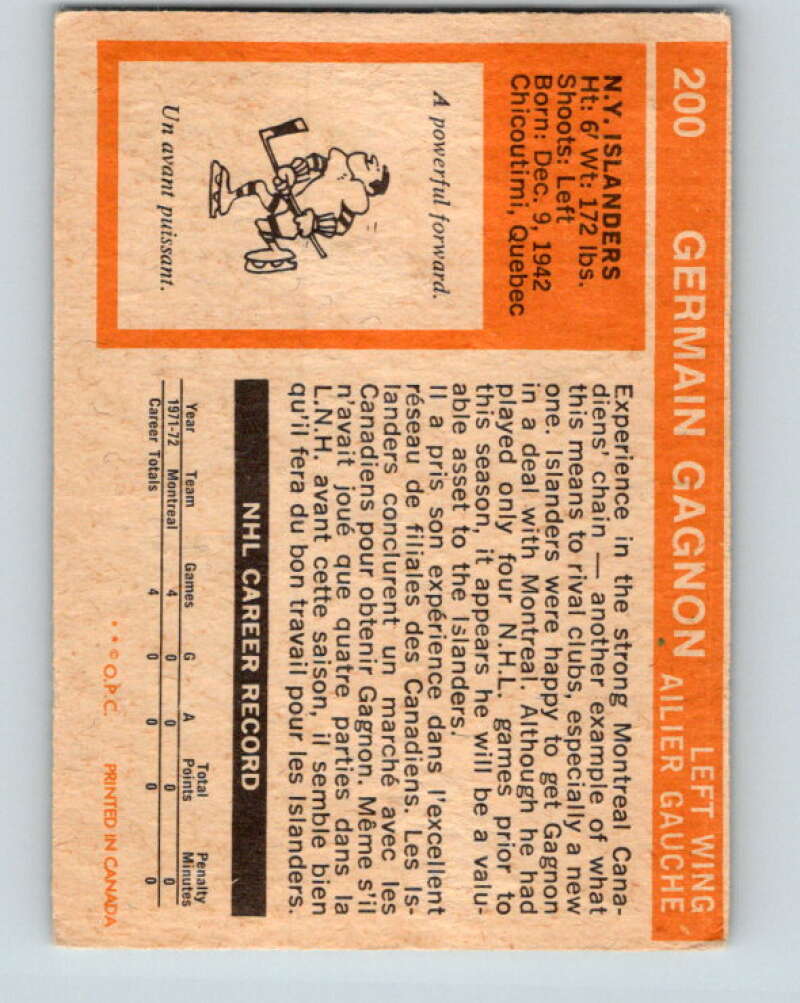 200 GERMAIN GAGNON LEFT WING
AILIER GAUCHE
N.Y. ISLANDERS
Ht: 6' Wt: 172 lbs.
Shoots: Left
Born: Dec. 9, 1942
Chicoutimi, Quebec
A powerful forward.
Un avant puissant.
Experience in the strong Montreal Cana-
diens' chain — another example of what
this means to rival clubs, especially a new
one. Islanders were happy to get Gagnon
in a deal with Montreal. Although he had
played only four N.H.L. games prior to
this season, it appears he will be a valu-
able asset to the Islanders.
Il a pris son expérience dans l'excellent
réseau de filiales des Canadiens. Les Is-
landers conclurent un marché avec les
Canadiens pour obtenir Gagnon. Même s'il
n'avait joué que quatre parties dans la
L.N.H. avant cette saison, il semble bien
qu'il fera du bon travail pour les Islanders.
NHL CAREER RECORD
Year Team Games G A Total Points Penalty Minutes
1971-72 Montreal 4 0 0 0 0
Career Totals 4 0 0 0 0
* * © O.P.C. PRINTED IN CANADA